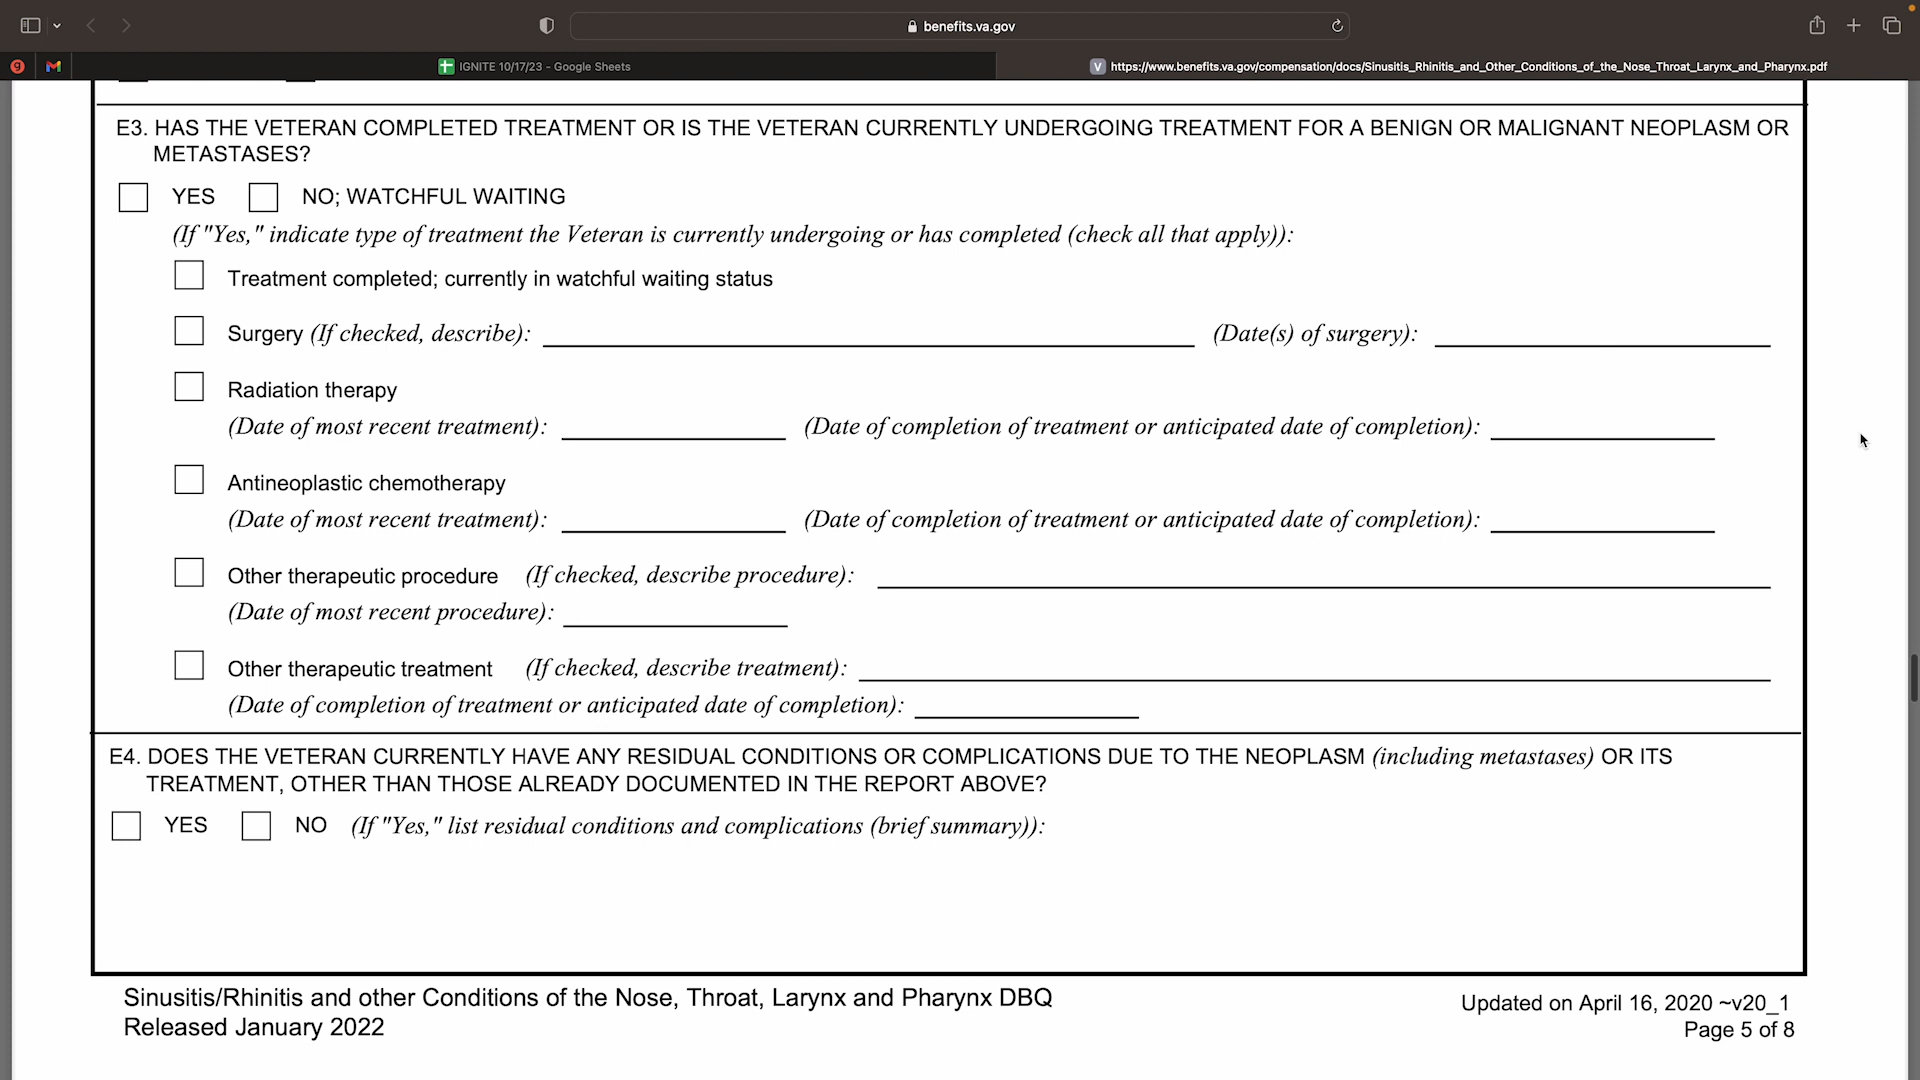 benefits.va.gov
IGNITE 10/17/23 - Google Sheets
V https://www.benefits.va.gov/compensation/docs/Sinusitis_Rhinitis_and_Other_Conditions_of_the_Nose_Throat_Larynx_and_Pharynx.pdf
E3. HAS THE VETERAN COMPLETED TREATMENT OR IS THE VETERAN CURRENTLY UNDERGOING TREATMENT FOR A BENIGN OR MALIGNANT NEOPLASM OR
METASTASES?
YES NO; WATCHFUL WAITING
(If "Yes," indicate type of treatment the Veteran is currently undergoing or has completed (check all that apply)):
Treatment completed; currently in watchful waiting status
Surgery (If checked, describe): (Date(s) of surgery):
Radiation therapy
(Date of most recent treatment): (Date of completion of treatment or anticipated date of completion):
Antineoplastic chemotherapy
(Date of most recent treatment): (Date of completion of treatment or anticipated date of completion):
Other therapeutic procedure (If checked, describe procedure):
(Date of most recent procedure):
Other therapeutic treatment (If checked, describe treatment):
(Date of completion of treatment or anticipated date of completion):
E4. DOES THE VETERAN CURRENTLY HAVE ANY RESIDUAL CONDITIONS OR COMPLICATIONS DUE TO THE NEOPLASM (including metastases) OR ITS
TREATMENT, OTHER THAN THOSE ALREADY DOCUMENTED IN THE REPORT ABOVE?
YES NO (If "Yes," list residual conditions and complications (brief summary)):
Sinusitis/Rhinitis and other Conditions of the Nose, Throat, Larynx and Pharynx DBQ
Released January 2022
Updated on April 16, 2020 ~v20_1
Page 5 of 8